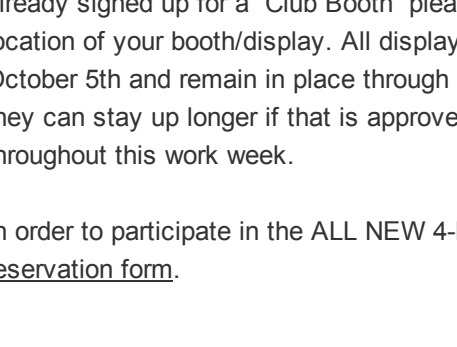 already signed up for a "Club Booth" plea
ocation of your booth/display. All display
October 5th and remain in place through
hey can stay up longer if that is approve
hroughout this work week.
n order to participate in the ALL NEW 4-
eservation form.